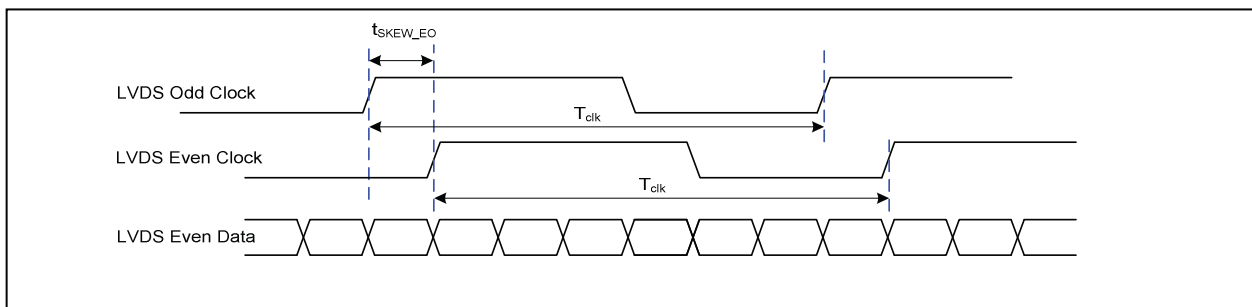 tSKEW_EO
LVDS Odd Clock
Tclk
LVDS Even Clock
Tclk
LVDS Even Data